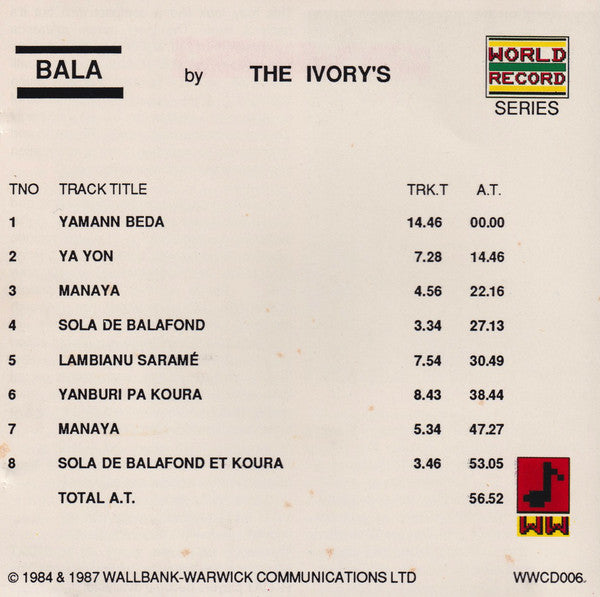 BALA by THE IVORY'S
WORLD
RECORD
SERIES
TNO TRACK TITLE TRK.T A.T.
1 YAMANN BEDA 14.46 00.00
2 YA YON 7.28 14.46
3 MANAYA 4.56 22.16
4 SOLA DE BALAFOND 3.34 27.13
5 LAMBIANU SARAMÉ 7.54 30.49
6 YANBURI PA KOURA 8.43 38.44
7 MANAYA 5.34 47.27
8 SOLA DE BALAFOND ET KOURA 3.46 53.05
TOTAL A.T. 56.52
WW
© 1984 & 1987 WALLBANK-WARWICK COMMUNICATIONS LTD WWCD006.